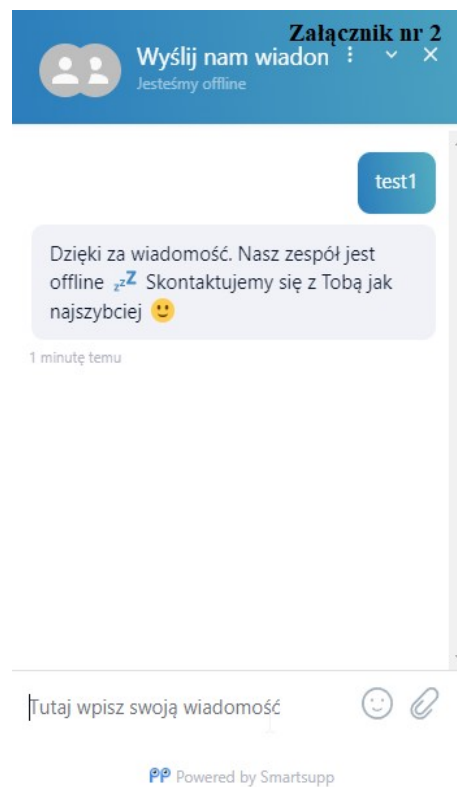 Załącznik nr 2
Wyślij nam wiadon
Jesteśmy offline
test1
Dzięki za wiadomość. Nasz zespół jest
offline zzZ Skontaktujemy się z Tobą jak
najszybciej 🙂
1 minutę temu
Tutaj wpisz swoją wiadomość
Powered by Smartsupp